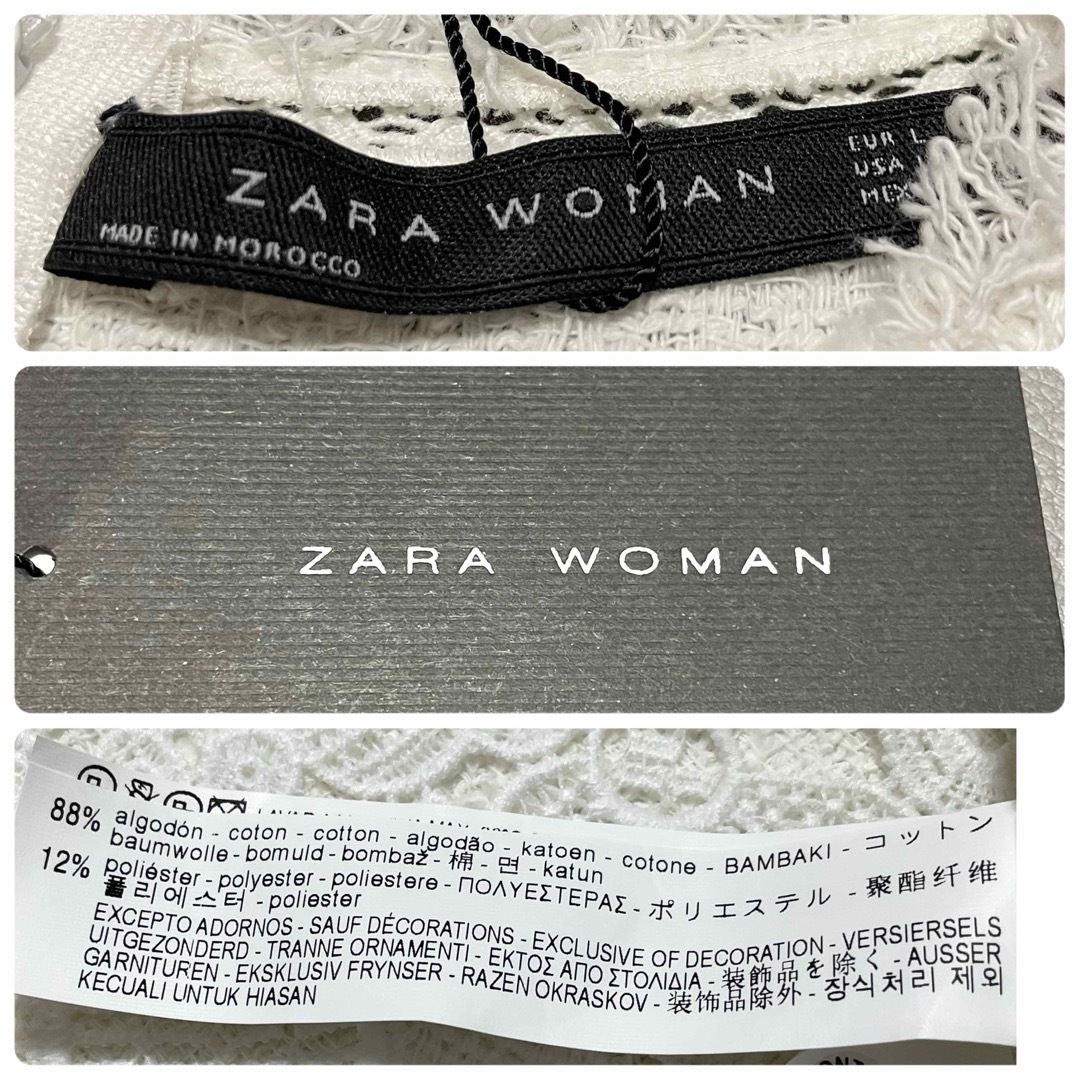 ZARA WOMAN
MADE IN MOROCCO
EUR L
USA
MEX
ZARA WOMAN
88% algodón - coton - cotton - algodão - katoen - cotone - BAMBAKI - コットン
baumwolle - bomuld - bombaž - 棉 - 면 - katun
12% poliéster - polyester - poliestere - ΠΟΛΥΕΣΤΕΡΑΣ - ポリエステル - 聚酯纤维
폴리에스터 - poliester
EXCEPTO ADORNOS - SAUF DÉCORATIONS - EXCLUSIVE OF DECORATION - VERSIERSELS
UITGEZONDERD - TRANNE ORNAMENTI - ΕΚΤΟΣ ΑΠΟ ΣΤΟΛΙΔΙΑ - 装飾品を除く - AUSSER
GARNITUREN - EKSKLUSIV FRYNSER - RAZEN OKRASKOV - 装饰品除外 - 장식처리 제외
KECUALI UNTUK HIASAN